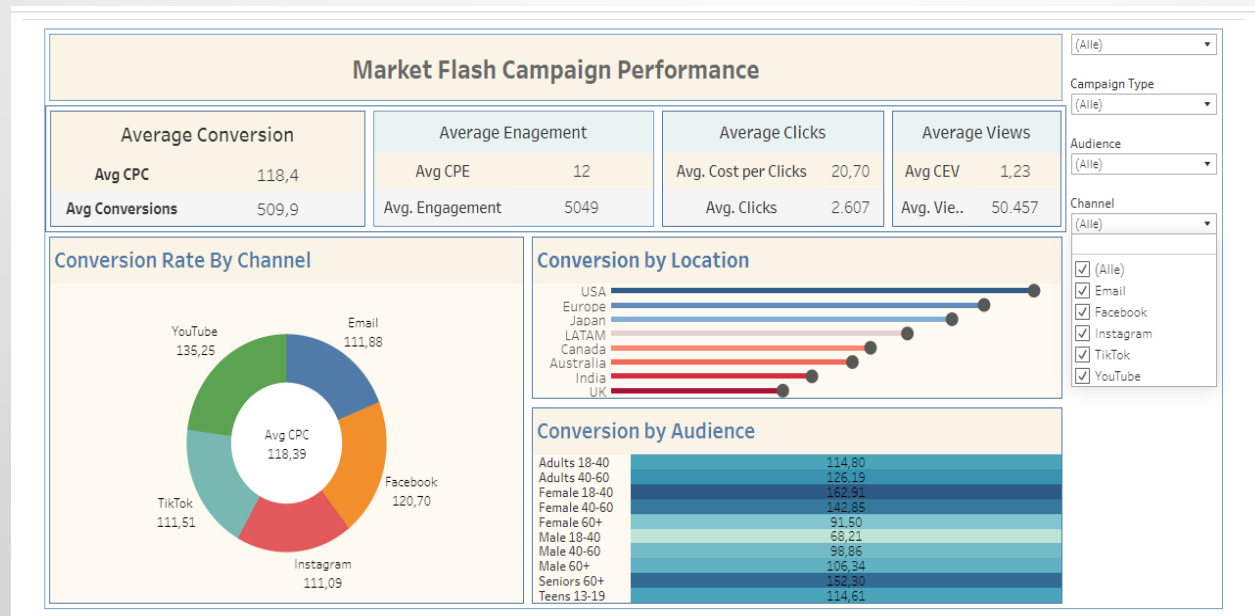 Market Flash Campaign Performance
(Alle)
Campaign Type
(Alle)
Audience
(Alle)
Channel
(Alle)
(Alle)
Email
Facebook
Instagram
TikTok
YouTube
Average Conversion
Avg CPC 118,4
Avg Conversions 509,9
Average Enagement
Avg CPE 12
Avg. Engagement 5049
Average Clicks
Avg. Cost per Clicks 20,70
Avg. Clicks 2.607
Average Views
Avg CEV 1,23
Avg. Vie.. 50.457
Conversion Rate By Channel
YouTube
135,25
Email
111,88
Avg CPC
118,39
Facebook
120,70
TikTok
111,51
Instagram
111,09
Conversion by Location
USA
Europe
Japan
LATAM
Canada
Australia
India
UK
Conversion by Audience
Adults 18-40 114,80
Adults 40-60 126,19
Female 18-40 162,91
Female 40-60 142,85
Female 60+ 91,50
Male 18-40 68,21
Male 40-60 98,86
Male 60+ 106,34
Seniors 60+ 152,30
Teens 13-19 114,61